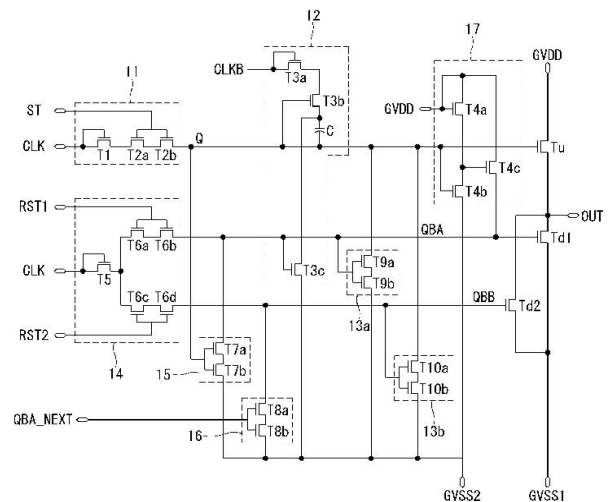 11
12
17
GVDD
CLKB
T3a
T3b
GVDD
T4a
ST
C
CLK
T1
T2a
T2b
Q
Tu
T4c
T4b
RST1
OUT
T6a
T6b
QBA
Td1
CLK
T5
T3c
T9a
T9b
T6c
T6d
QBB
Td2
13a
RST2
14
15
T7a
T7b
T10a
T10b
QBA_NEXT
T8a
T8b
16
13b
GVSS2
GVSS1